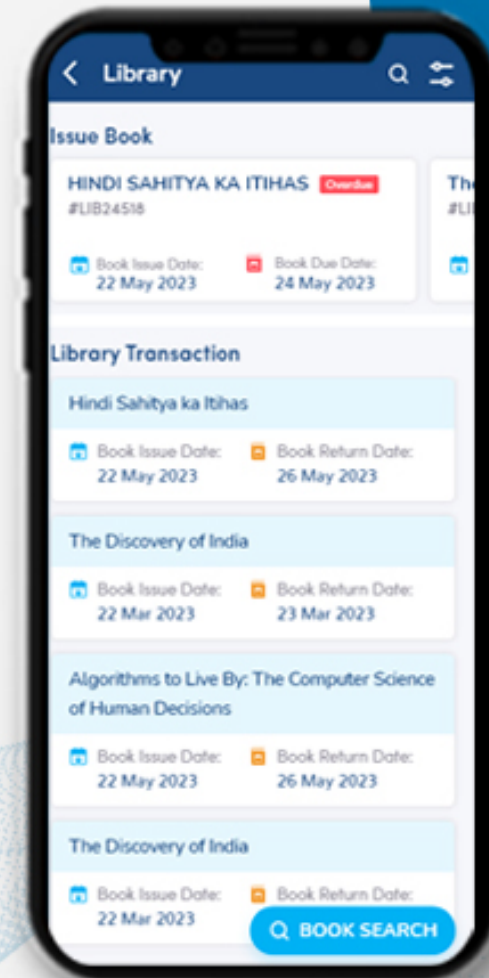 Library
Issue Book
HINDI SAHITYA KA ITIHAS Overdue
#LIB24518
Book Issue Date: Book Due Date:
22 May 2023 24 May 2023
Th
#LI
Library Transaction
Hindi Sahitya ka Itihas
Book Issue Date: Book Return Date:
22 May 2023 26 May 2023
The Discovery of India
Book Issue Date: Book Return Date:
22 Mar 2023 23 Mar 2023
Algorithms to Live By: The Computer Science
of Human Decisions
Book Issue Date: Book Return Date:
22 May 2023 26 May 2023
The Discovery of India
Book Issue Date: Book Return Date:
22 Mar 2023
BOOK SEARCH